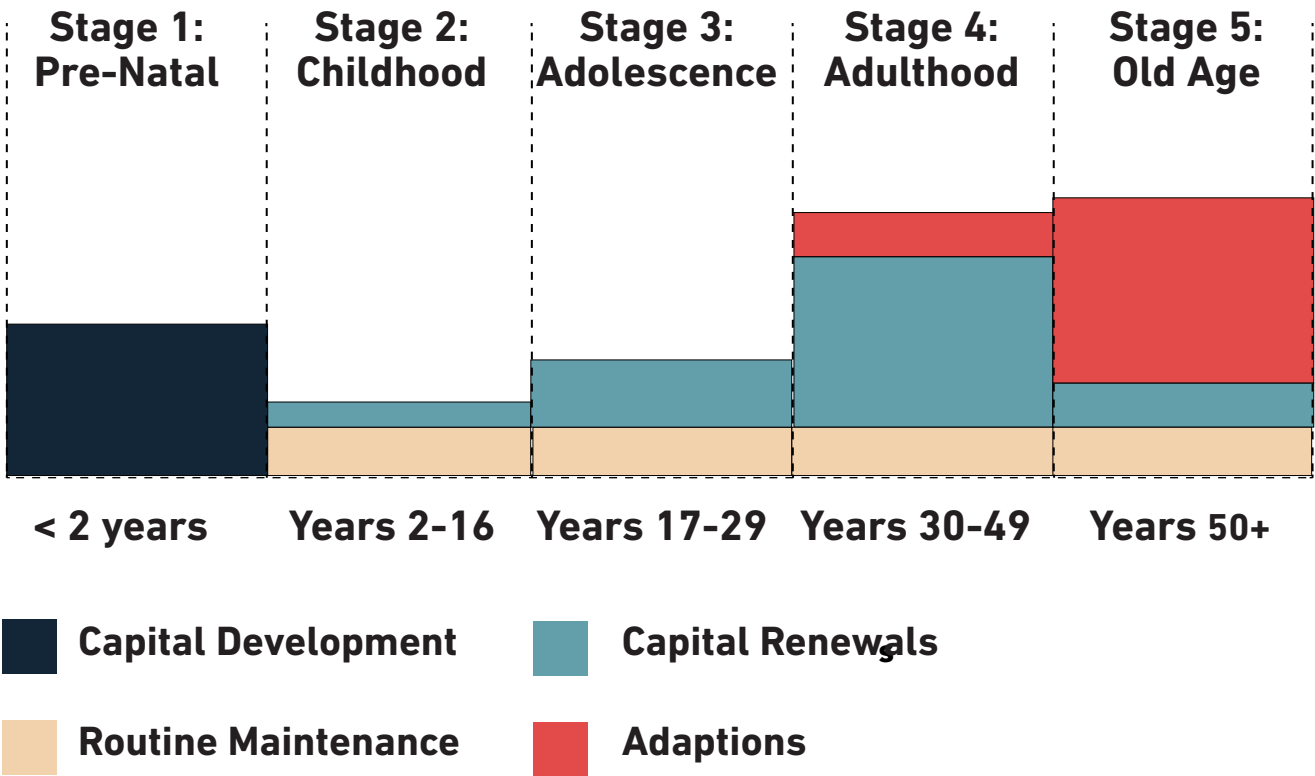 Stage 1:
Pre-Natal
Stage 2:
Childhood
Stage 3:
Adolescence
Stage 4:
Adulthood
Stage 5:
Old Age
< 2 years
Years 2-16
Years 17-29
Years 30-49
Years 50+
Capital Development
Capital Renewals
s
Routine Maintenance
Adaptions